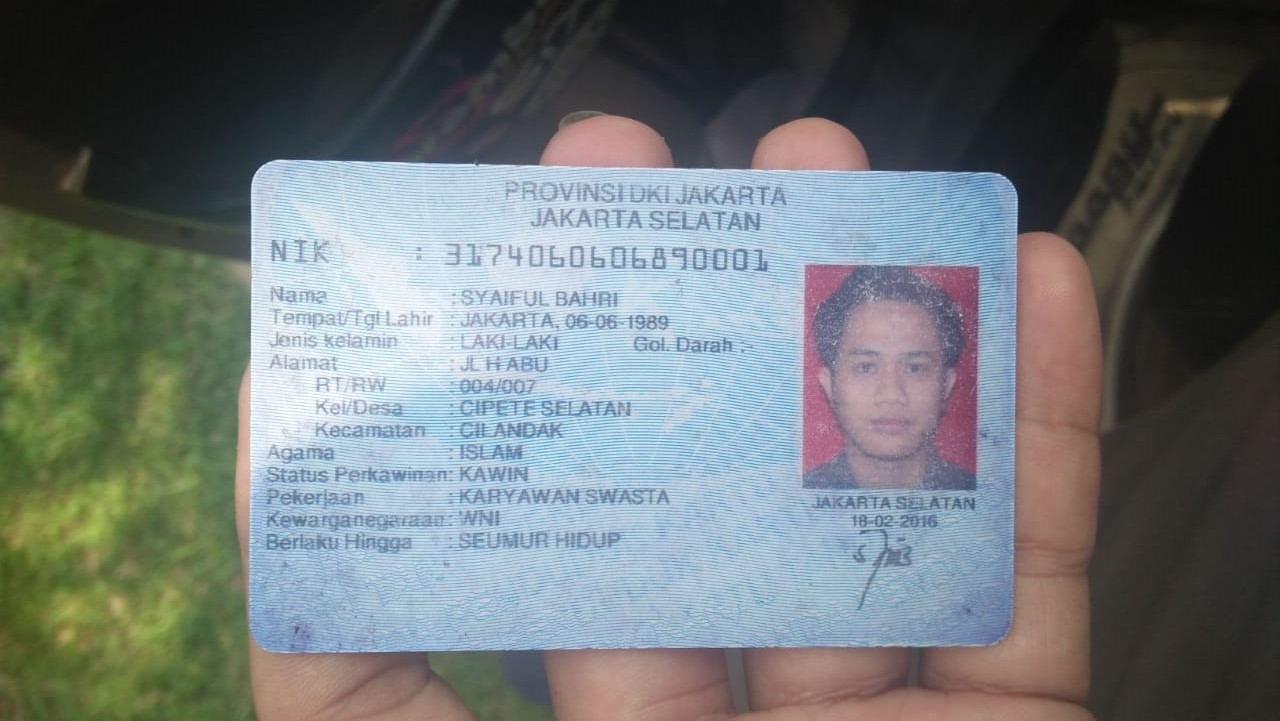 PROVINSI DKI JAKARTA
JAKARTA SELATAN
NIK : 3174060606890001
Nama : SYAIFUL BAHRI
Tempat/Tgl Lahir : JAKARTA, 06-06-1989
Jenis kelamin : LAKI-LAKI Gol. Darah :-
Alamat : JL H ABU
RT/RW : 004/007
Kel/Desa : CIPETE SELATAN
Kecamatan : CILANDAK
Agama : ISLAM
Status Perkawinan: KAWIN
Pekerjaan : KARYAWAN SWASTA
Kewarganegaraan: WNI
Berlaku Hingga : SEUMUR HIDUP
JAKARTA SELATAN
18-02-2016